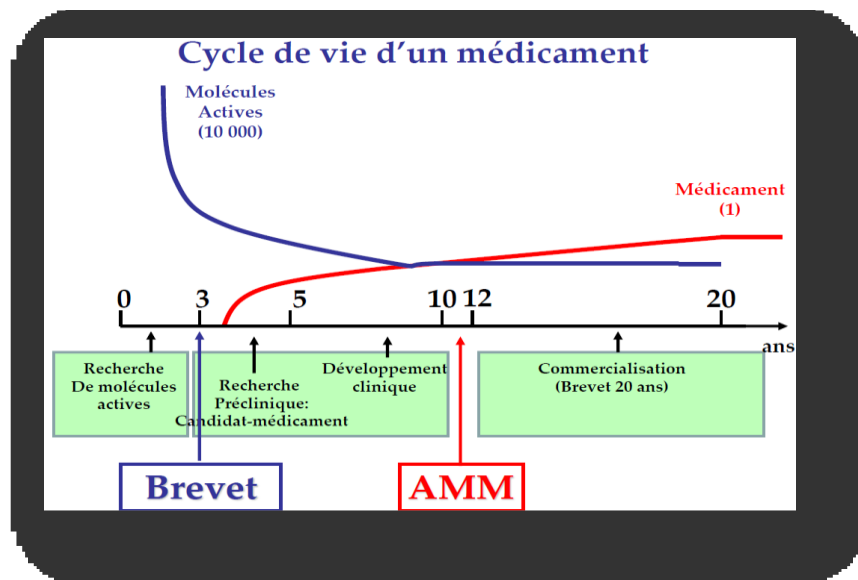 Cycle de vie d’un médicament
Molécules
Actives
(10 000)
Médicament
(1)
0 3 5 10 12 20
ans
Recherche
De molécules
actives
Recherche
Préclinique:
Candidat-médicament
Développement
clinique
Commercialisation
(Brevet 20 ans)
Brevet
AMM